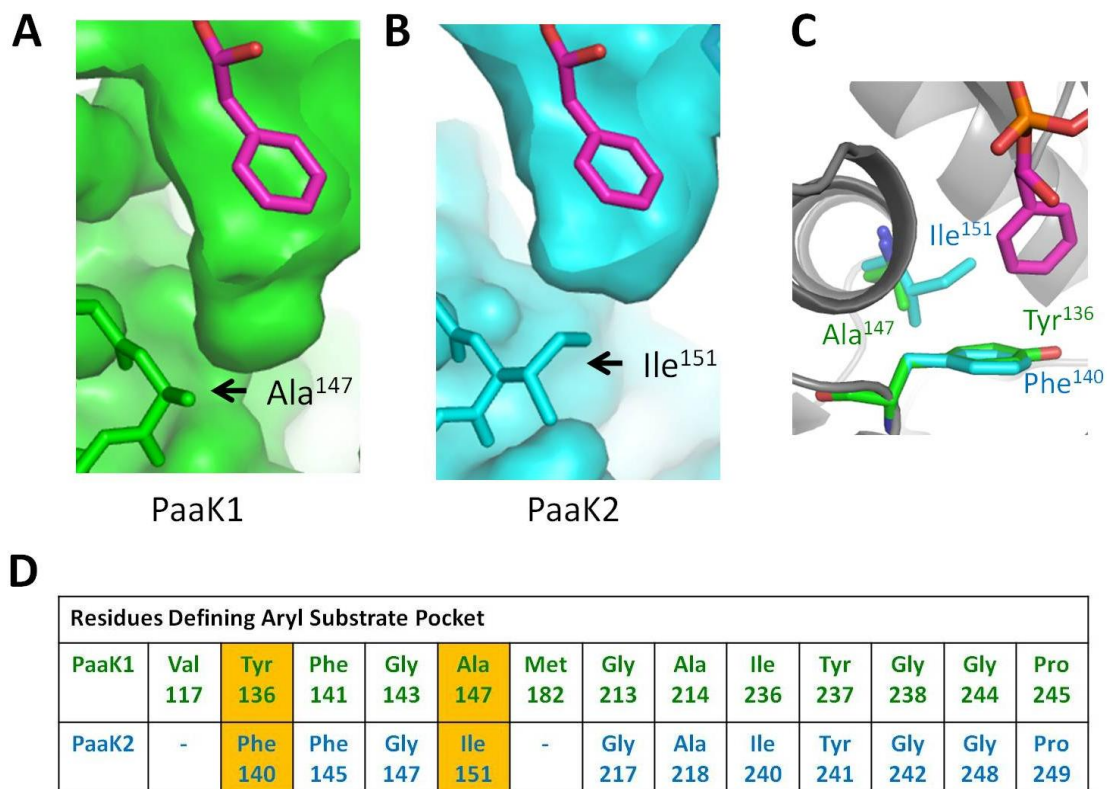 A
B
C
Ala147
Ile151
Ile151
Ala147
Tyr136
Phe140
PaaK1
PaaK2
D
Residues Defining Aryl Substrate Pocket
PaaK1 Val 117 Tyr 136 Phe 141 Gly 143 Ala 147 Met 182 Gly 213 Ala 214 Ile 236 Tyr 237 Gly 238 Gly 244 Pro 245
PaaK2 - Phe 140 Phe 145 Gly 147 Ile 151 - Gly 217 Ala 218 Ile 240 Tyr 241 Gly 242 Gly 248 Pro 249